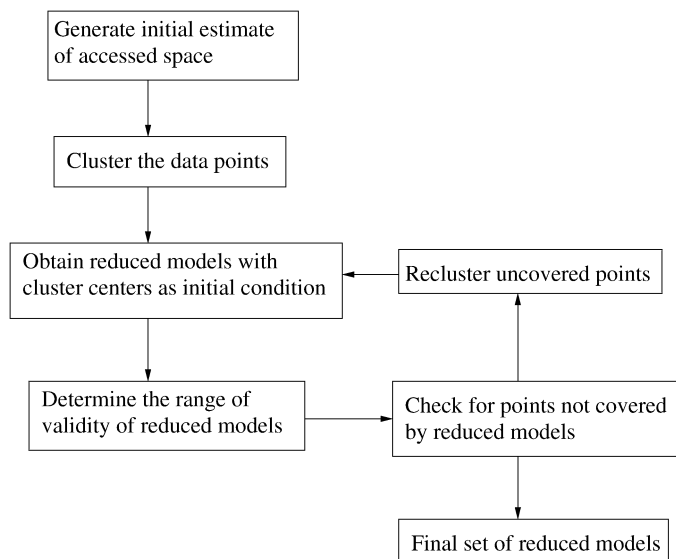 Generate initial estimate
of accessed space
Cluster the data points
Obtain reduced models with
cluster centers as initial condition
Recluster uncovered points
Determine the range of
validity of reduced models
Check for points not covered
by reduced models
Final set of reduced models